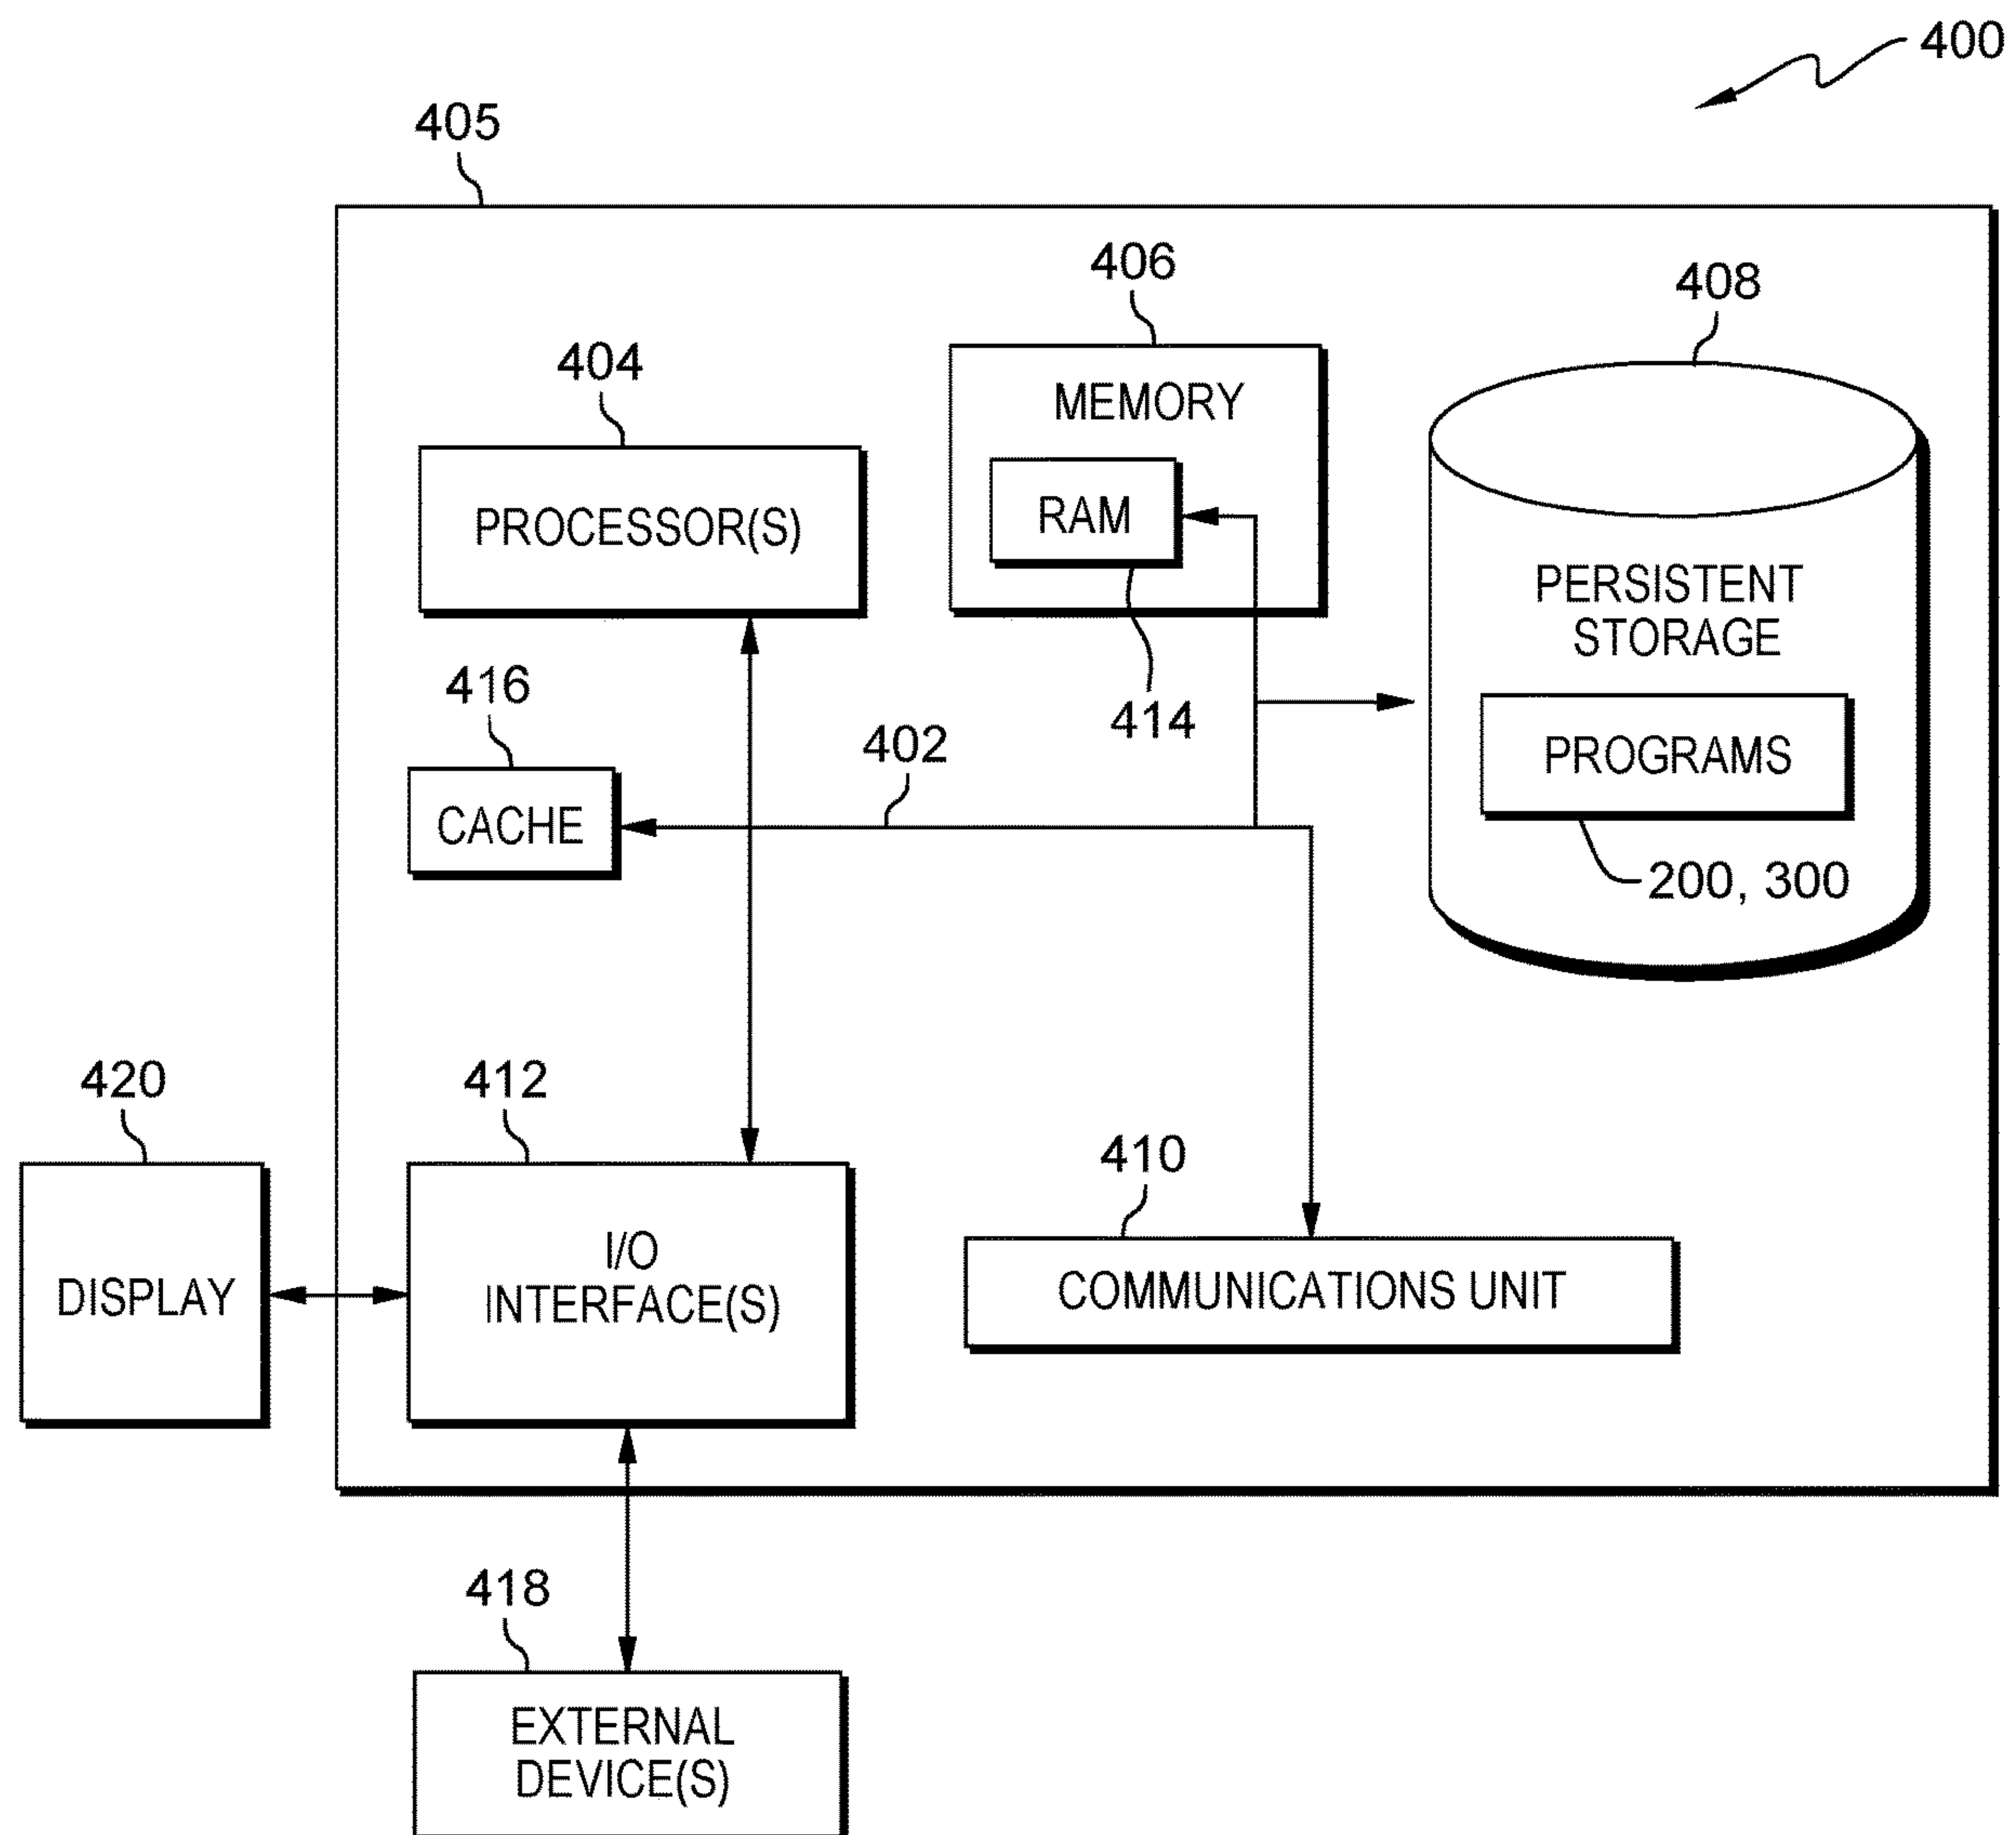 400
405
406
408
404
MEMORY
RAM
PROCESSOR(S)
PERSISTENT
STORAGE
416
414
402
PROGRAMS
CACHE
200, 300
420
412
410
I/O
INTERFACE(S)
DISPLAY
COMMUNICATIONS UNIT
418
EXTERNAL
DEVICE(S)